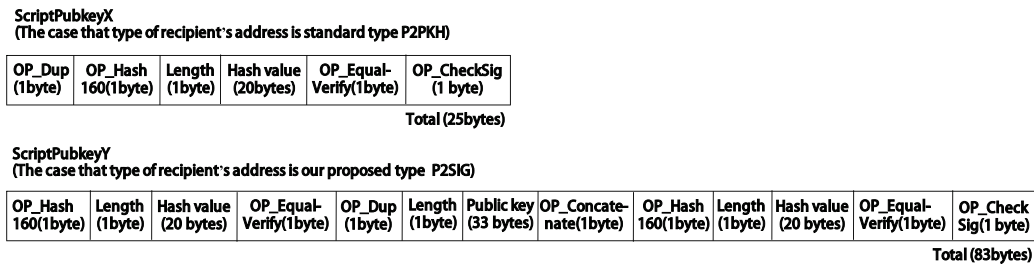 ScriptPubkeyX
(The case that type of recipient's address is standard type P2PKH)
OP_Dup OP_Hash Length Hash value OP_Equal- OP_CheckSig
(1byte) 160(1byte) (1byte) (20bytes) Verify(1byte) (1 byte)
Total (25bytes)
ScriptPubkeyY
(The case that type of recipient's address is our proposed type P2SIG)
OP_Hash Length Hash value OP_Equal- OP_Dup Length Public key OP_Concate- OP_Hash Length Hash value OP_Equal- OP_Check
160(1byte) (1byte) (20 bytes) Verify(1byte) (1byte) (1byte) (33 bytes) nate(1byte) 160(1byte) (1byte) (20 bytes) Verify(1byte) Sig(1 byte)
Total (83bytes)